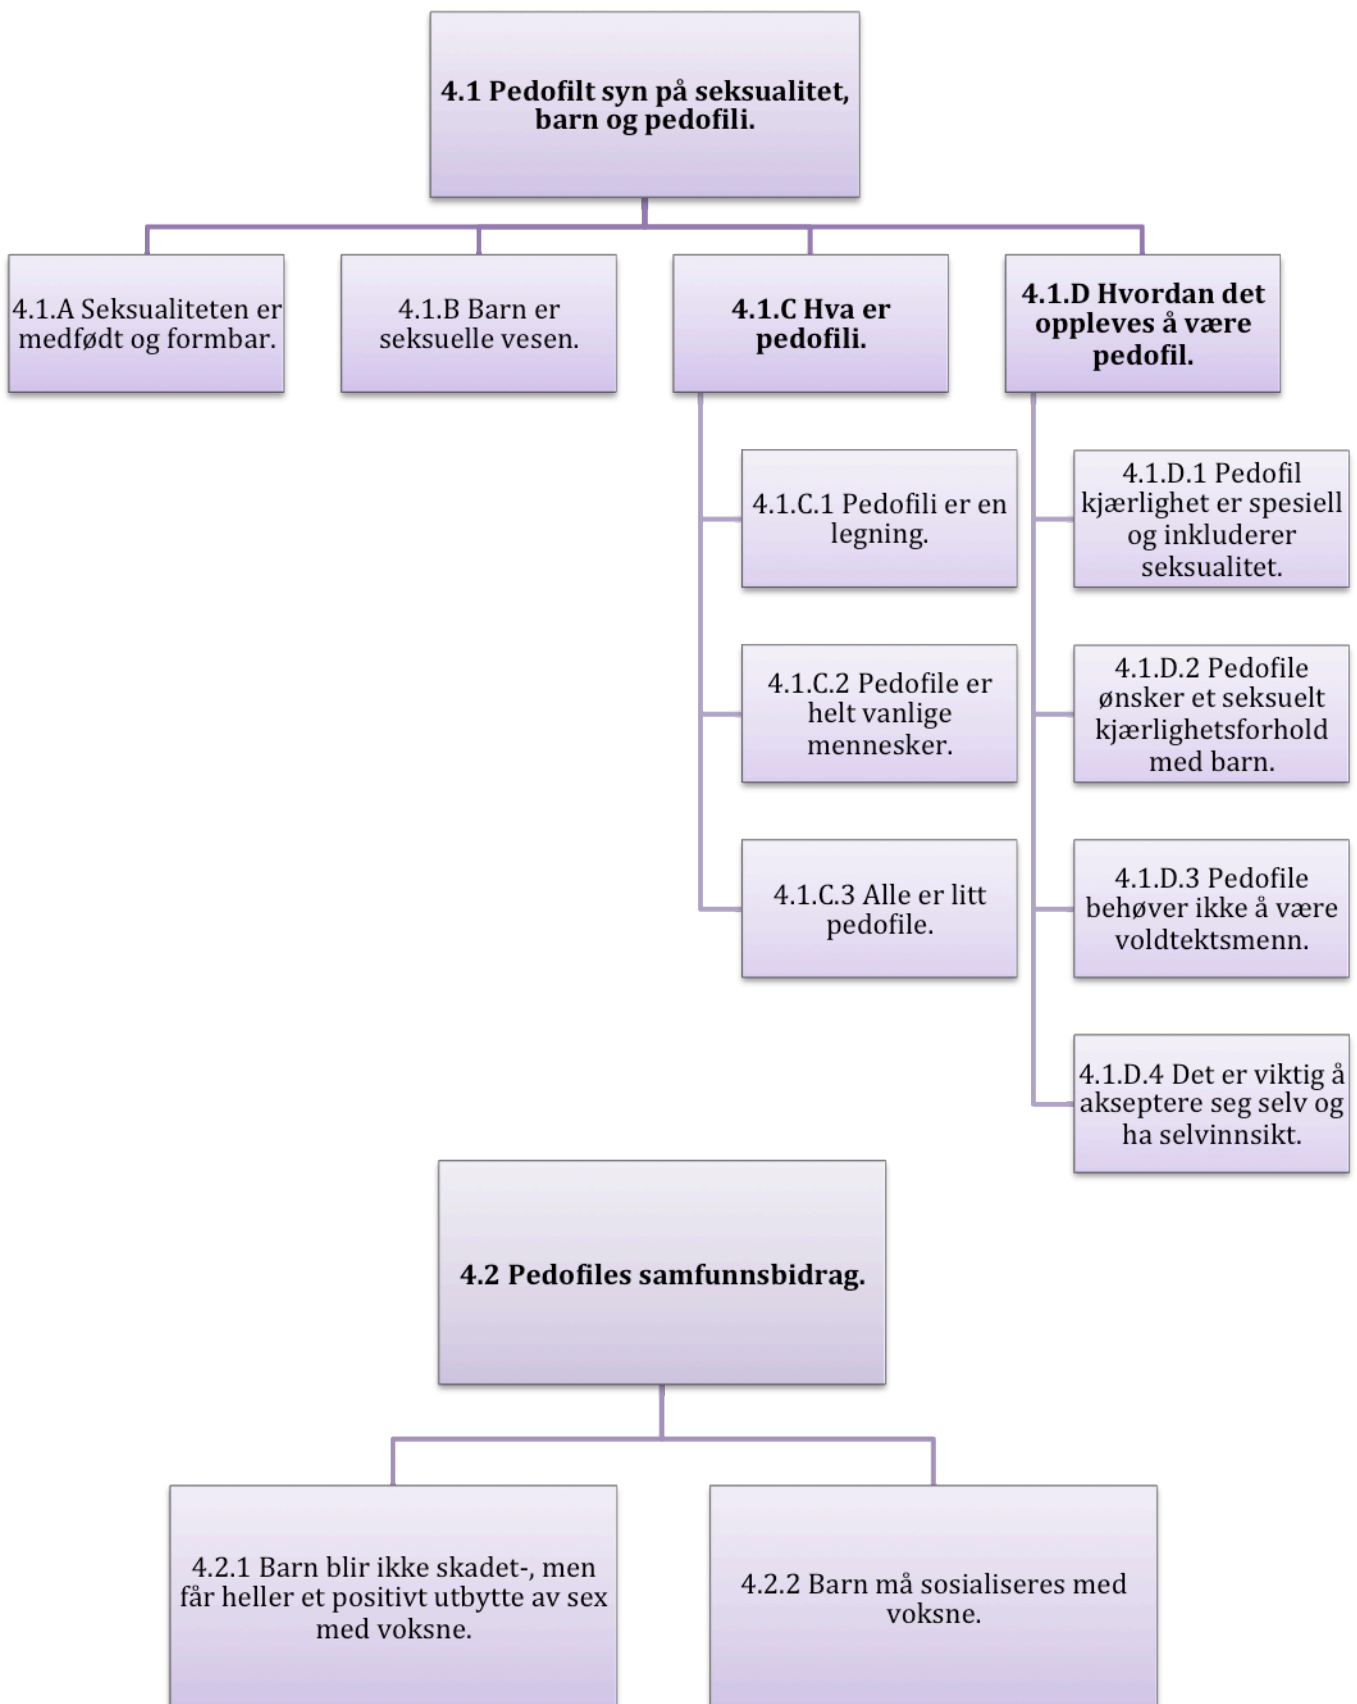 4.1 Pedofilt syn på seksualitet,
barn og pedofili.
4.1.A Seksualiteten er
medfødt og formbar.
4.1.B Barn er
seksuelle vesen.
4.1.C Hva er
pedofili.
4.1.D Hvordan det
oppleves å være
pedofil.
4.1.C.1 Pedofili er en
legning.
4.1.C.2 Pedofile er
helt vanlige
mennesker.
4.1.C.3 Alle er litt
pedofile.
4.1.D.1 Pedofil
kjærlighet er spesiell
og inkluderer
seksualitet.
4.1.D.2 Pedofile
ønsker et seksuelt
kjærlighetsforhold
med barn.
4.1.D.3 Pedofile
behøver ikke å være
voldtektsmenn.
4.1.D.4 Det er viktig å
akseptere seg selv og
ha selvinnsikt.
4.2 Pedofiles samfunnsbidrag.
4.2.1 Barn blir ikke skadet-, men
får heller et positivt utbytte av sex
med voksne.
4.2.2 Barn må sosialiseres med
voksne.